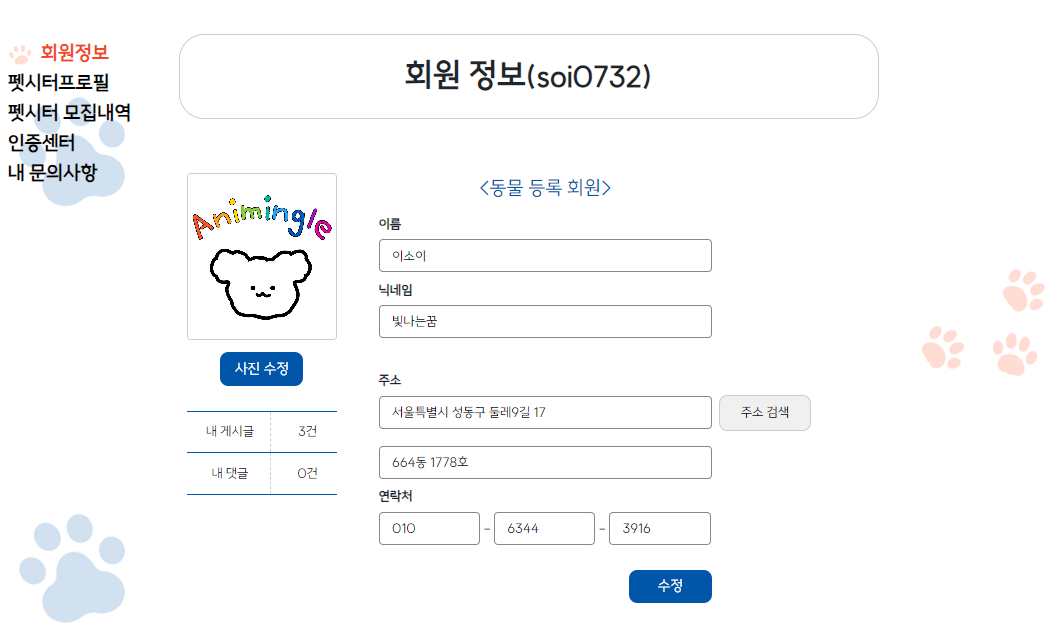 회원정보
펫시터프로필
펫시터 모집내역
인증센터
내 문의사항
회원 정보(soi0732)
Animingle
사진 수정
내 게시글 3건
내 댓글 0건
<동물 등록 회원>
이름
이소이
닉네임
빛나는꿈
주소
서울특별시 성동구 둘레9길 17 주소 검색
664동 1778호
연락처
010 - 6344 - 3916
수정